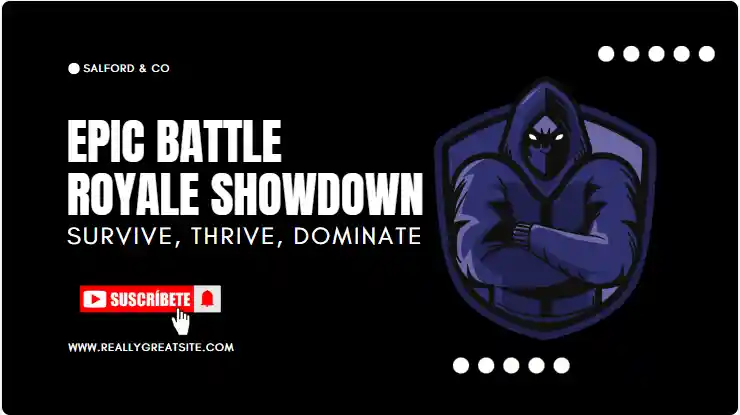 SALFORD & CO
EPIC BATTLE
ROYALE SHOWDOWN
SURVIVE, THRIVE, DOMINATE
SUSCRÍBETE
WWW.REALLYGREATSITE.COM